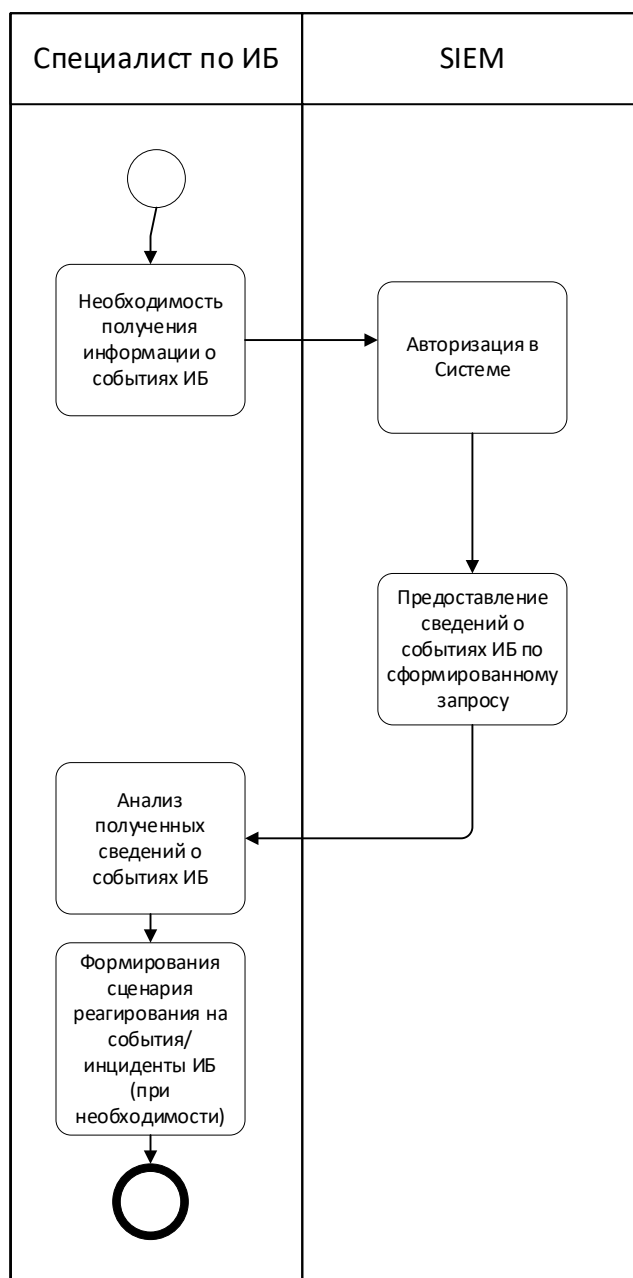 Специалист по ИБ
SIEM
Необходимость
получения
информации о
событиях ИБ
Авторизация в
Системе
Предоставление
сведений о
событиях ИБ по
сформированному
запросу
Анализ
полученных
сведений о
событиях ИБ
Формирования
сценария
реагирования на
события/
инциденты ИБ
(при
необходимости)